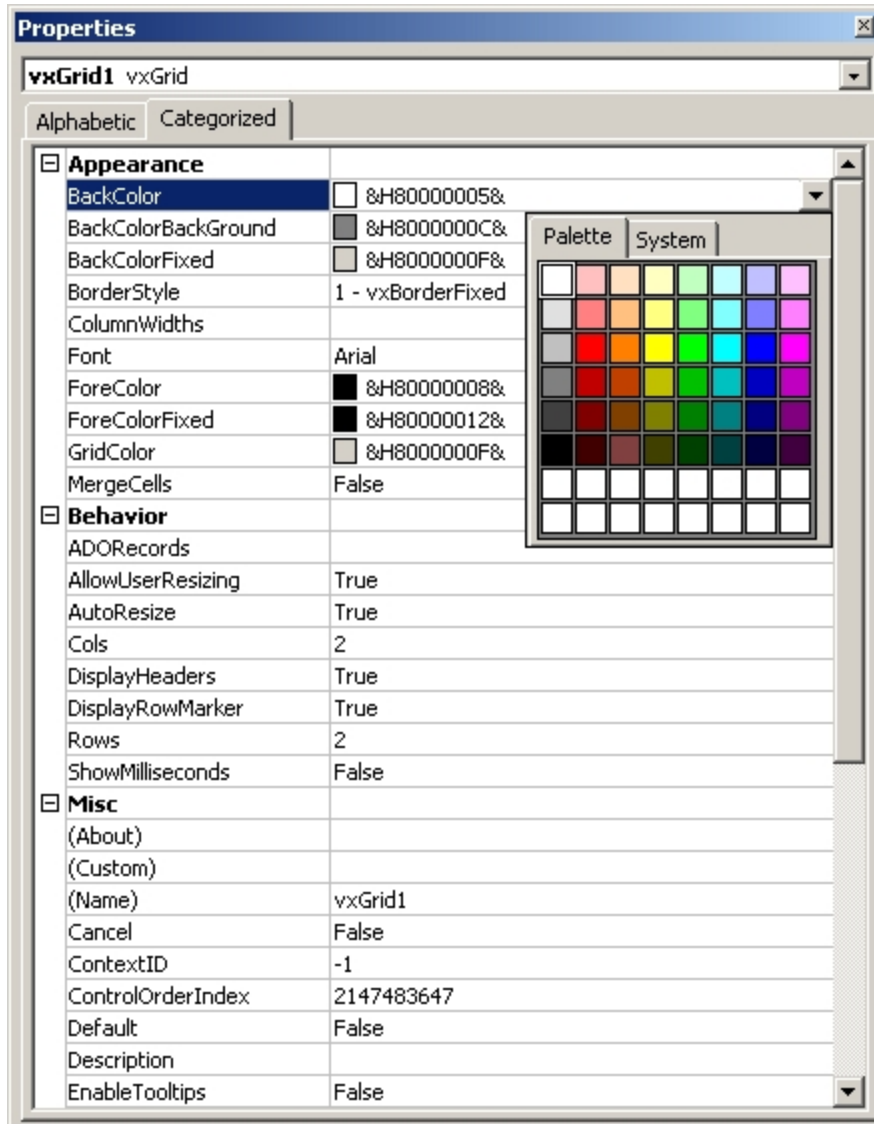 Properties
vxGrid1 vxGrid
Alphabetic Categorized
Appearance
BackColor &H80000005&
BackColorBackGround &H8000000C&
Palette System
BackColorFixed &H8000000F&
BorderStyle 1 - vxBorderFixed
ColumnWidths
Font Arial
ForeColor &H80000008&
ForeColorFixed &H80000012&
GridColor &H8000000F&
MergeCells False
Behavior
ADORecords
AllowUserResizing True
AutoResize True
Cols 2
DisplayHeaders True
DisplayRowMarker True
Rows 2
ShowMilliseconds False
Misc
(About)
(Custom)
(Name) vxGrid1
Cancel False
ContextID -1
ControlOrderIndex 2147483647
Default False
Description
EnableTooltips False